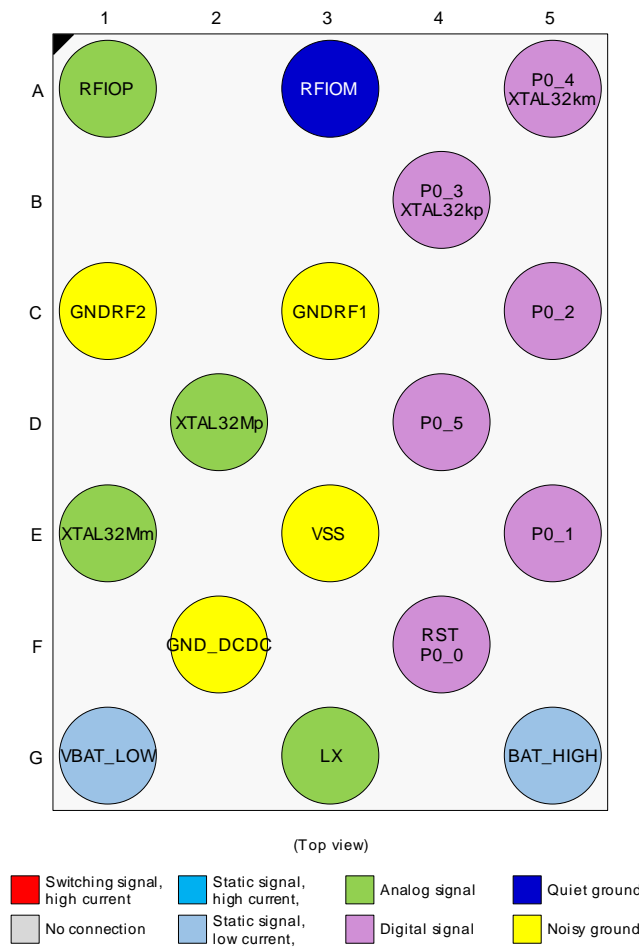 1 2 3 4 5
A RFIOP RFIOM P0_4
XTAL32km
B P0_3
XTAL32kp
C GNDRF2 GNDRF1 P0_2
D XTAL32Mp P0_5
E XTAL32Mm VSS P0_1
F GND_DCDC RST
P0_0
G VBAT_LOW LX BAT_HIGH
(Top view)
Switching signal,
high current
Static signal,
high current,
Analog signal
Quiet ground
No connection
Static signal,
low current,
Digital signal
Noisy ground